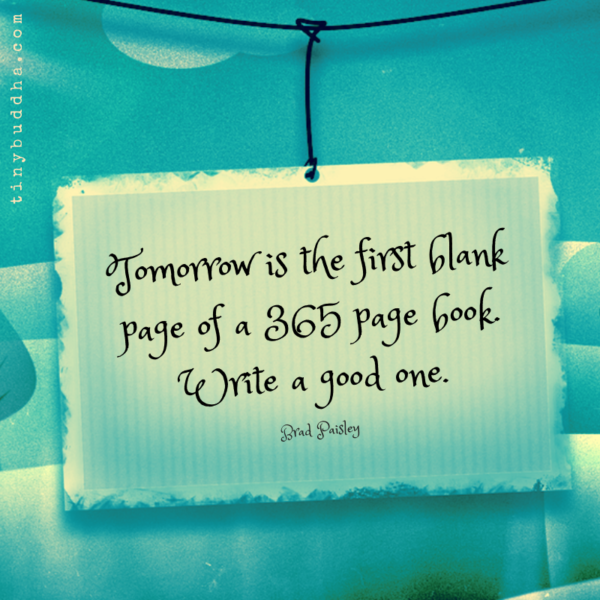 tinybuddha.com
Tomorrow is the first blank
page of a 365 page book.
Write a good one.
Brad Paisley